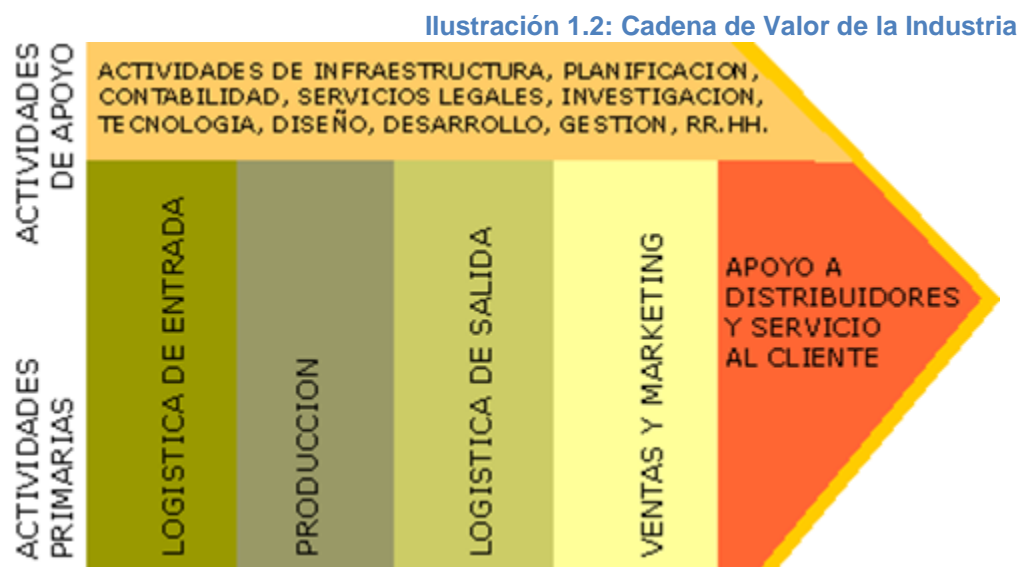 Ilustración 1.2: Cadena de Valor de la Industria
ACTIVIDADES
DE APOYO
ACTIVIDADES DE INFRAESTRUCTURA, PLANIFICACION,
CONTABILIDAD, SERVICIOS LEGALES, INVESTIGACION,
TECNOLOGIA, DISEÑO, DESARROLLO, GESTION, RR.HH.
ACTIVIDADES
PRIMARIAS
LOGISTICA DE ENTRADA
PRODUCCION
LOGISTICA DE SALIDA
VENTAS Y MARKETING
APOYO A
DISTRIBUIDORES
Y SERVICIO
AL CLIENTE